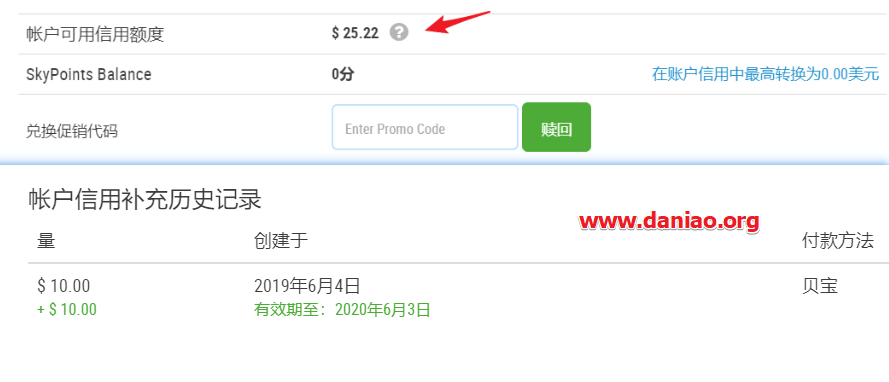 帐户可用信用额度 $ 25.22 ?
SkyPoints Balance 0分 在账户信用中最高转换为0.00美元
兑换促销代码 Enter Promo Code 赎回
帐户信用补充历史记录
www.daniao.org
量 创建于 付款方法
$ 10.00 2019年6月4日 贝宝
+ $ 10.00 有效期至：2020年6月3日